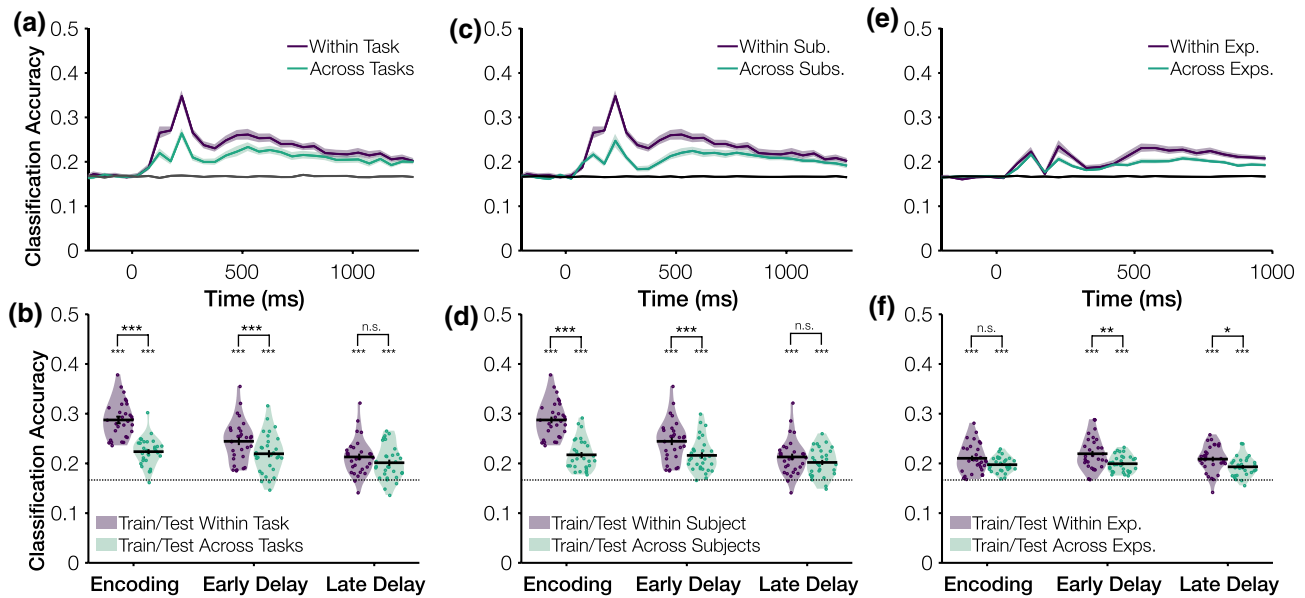 (a)
Classification Accuracy
0.5
0.4
0.3
0.2
0.1
0
Within Task
Across Tasks
0 500 1000
Time (ms)
(c)
0.5
0.4
0.3
0.2
0.1
0
Within Sub.
Across Subs.
0 500 1000
Time (ms)
(e)
0.5
0.4
0.3
0.2
0.1
0
Within Exp.
Across Exps.
0 500 1000
Time (ms)
(b)
Classification Accuracy
0.5
0.4
0.3
0.2
0.1
0
*** *** n.s.
*** *** *** *** *** ***
Train/Test Within Task
Train/Test Across Tasks
Encoding Early Delay Late Delay
(d)
0.5
0.4
0.3
0.2
0.1
0
*** *** n.s.
*** *** *** *** *** ***
Train/Test Within Subject
Train/Test Across Subjects
Encoding Early Delay Late Delay
(f)
0.5
0.4
0.3
0.2
0.1
0
n.s. ** *
*** *** *** *** *** ***
Train/Test Within Exp.
Train/Test Across Exps.
Encoding Early Delay Late Delay